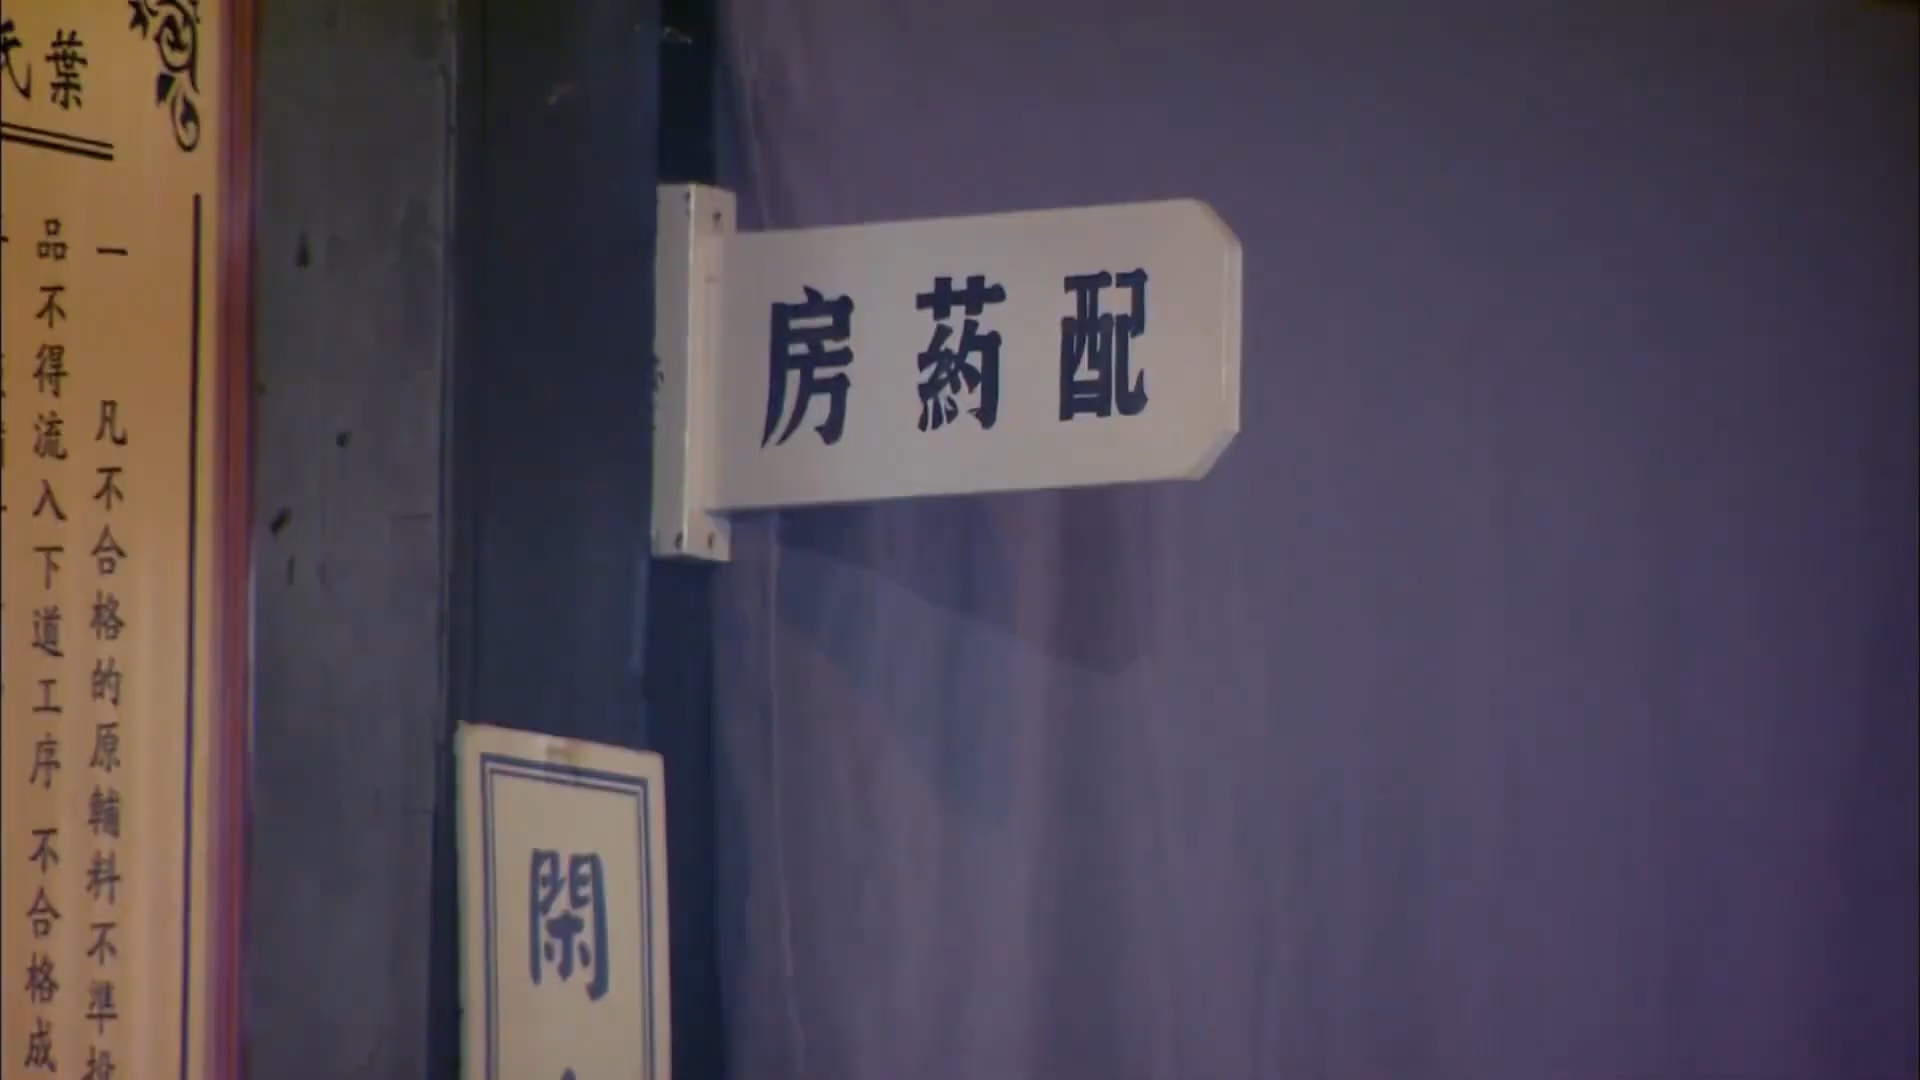 葉氏
一 凡不合格的原輔料不準投
品不得流入下道工序 不合格成
配葯房
閑